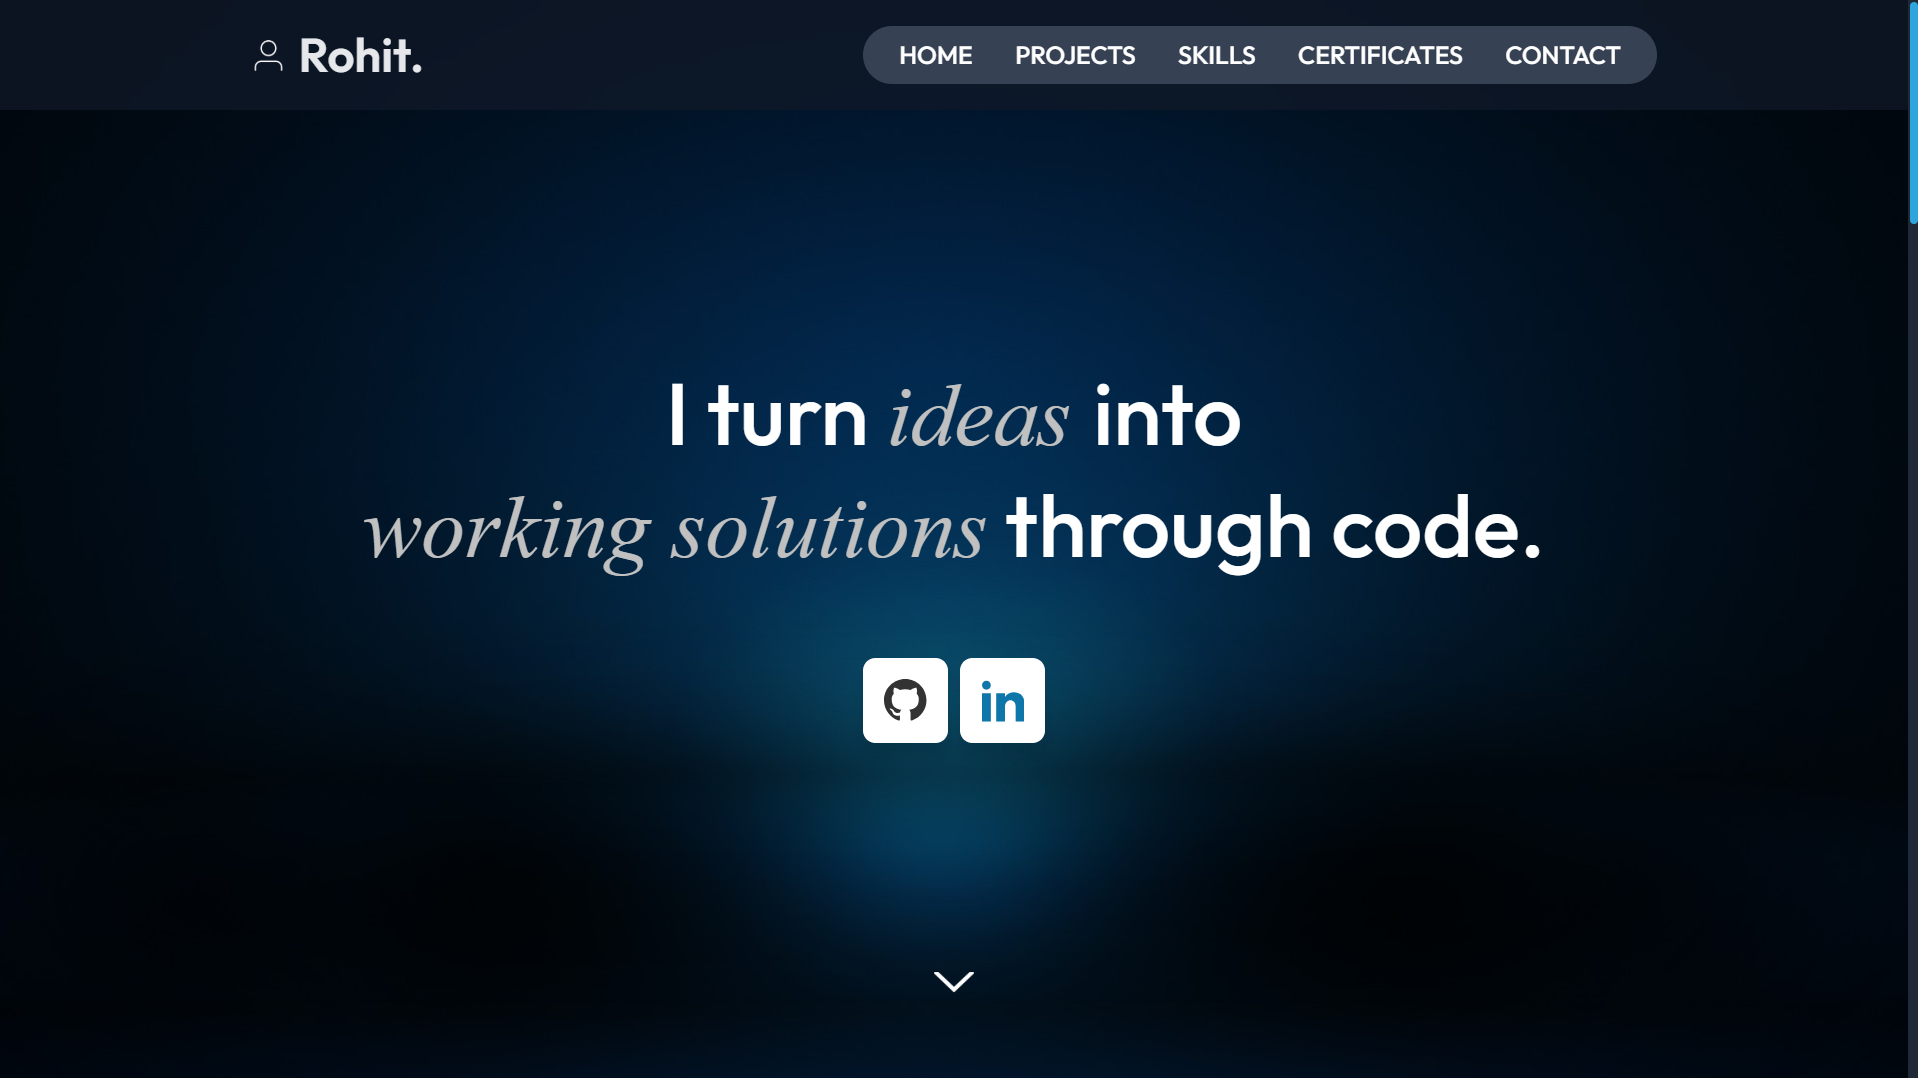 Rohit.
HOME PROJECTS SKILLS CERTIFICATES CONTACT
I turn ideas into
working solutions through code.
in